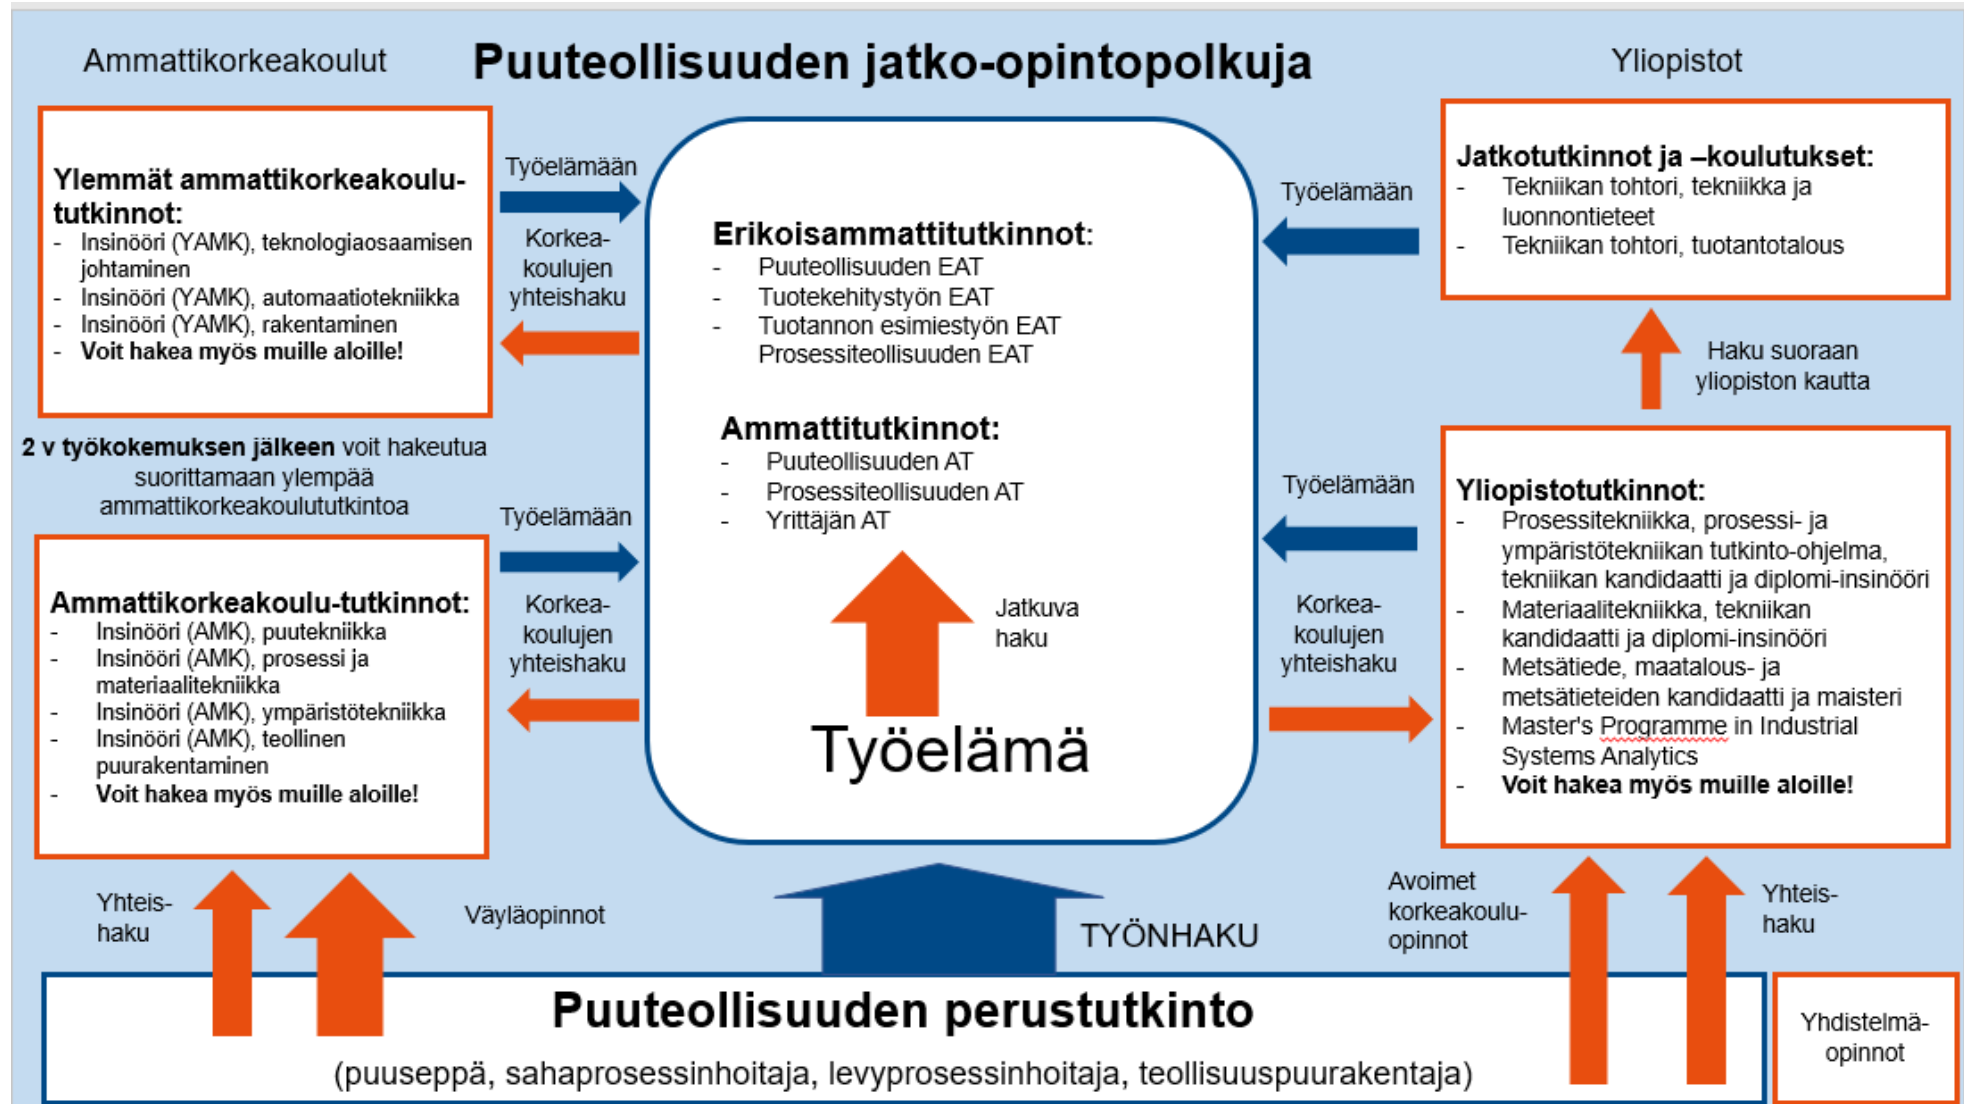 Ammattikorkeakoulut
Puuteollisuuden jatko-opintopolkuja
Yliopistot
Ylemmät ammattikorkeakoulu-
tutkinnot:
- Insinööri (YAMK), teknologiaosaamisen
johtaminen
- Insinööri (YAMK), automaatiotekniikka
- Insinööri (YAMK), rakentaminen
- Voit hakea myös muille aloille!
Työelämään
Korkea-
koulujen
yhteishaku
2 v työkokemuksen jälkeen voit hakeutua
suorittamaan ylempää
ammattikorkeakoulututkintoa
Ammattikorkeakoulu-tutkinnot:
- Insinööri (AMK), puutekniikka
- Insinööri (AMK), prosessi ja
materiaalitekniikka
- Insinööri (AMK), ympäristötekniikka
- Insinööri (AMK), teollinen
puurakentaminen
- Voit hakea myös muille aloille!
Työelämään
Korkea-
koulujen
yhteishaku
Yhteis-
haku
Väyläopinnot
Erikoisammattitutkinnot:
- Puuteollisuuden EAT
- Tuotekehitystyön EAT
- Tuotannon esimiestyön EAT
Prosessiteollisuuden EAT
Ammattitutkinnot:
- Puuteollisuuden AT
- Prosessiteollisuuden AT
- Yrittäjän AT
Jatkuva
haku
Työelämä
TYÖNHAKU
Työelämään
Jatkotutkinnot ja –koulutukset:
- Tekniikan tohtori, tekniikka ja
luonnontieteet
- Tekniikan tohtori, tuotantotalous
Haku suoraan
yliopiston kautta
Työelämään
Korkea-
koulujen
yhteishaku
Yliopistotutkinnot:
- Prosessitekniikka, prosessi- ja
ympäristötekniikan tutkinto-ohjelma,
tekniikan kandidaatti ja diplomi-insinööri
- Materiaalitekniikka, tekniikan
kandidaatti ja diplomi-insinööri
- Metsätiede, maatalous- ja
metsätieteiden kandidaatti ja maisteri
- Master's Programme in Industrial
Systems Analytics
- Voit hakea myös muille aloille!
Avoimet
korkeakoulu-
opinnot
Yhteis-
haku
Puuteollisuuden perustutkinto
(puuseppä, sahaprosessinhoitaja, levyprosessinhoitaja, teollisuuspuurakentaja)
Yhdistelmä-
opinnot